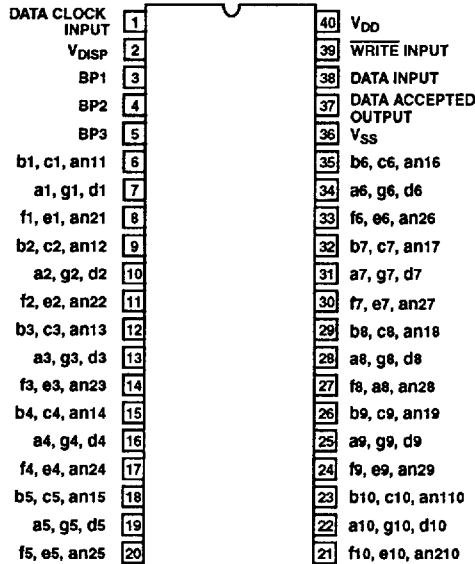 DATA CLOCK
INPUT 1
VDISP 2
BP1 3
BP2 4
BP3 5
b1, c1, an11 6
a1, g1, d1 7
f1, e1, an21 8
b2, c2, an12 9
a2, g2, d2 10
f2, e2, an22 11
b3, c3, an13 12
a3, g3, d3 13
f3, e3, an23 14
b4, c4, an14 15
a4, g4, d4 16
f4, e4, an24 17
b5, c5, an15 18
a5, g5, d5 19
f5, e5, an25 20
40 VDD
39 WRITE INPUT
38 DATA INPUT
37 DATA ACCEPTED
OUTPUT
36 VSS
35 b6, c6, an16
34 a6, g6, d6
33 f6, e6, an26
32 b7, c7, an17
31 a7, g7, d7
30 f7, e7, an27
29 b8, c8, an18
28 a8, g8, d8
27 f8, a8, an28
26 b9, c9, an19
25 a9, g9, d9
24 f9, e9, an29
23 b10, c10, an110
22 a10, g10, d10
21 f10, e10, an210